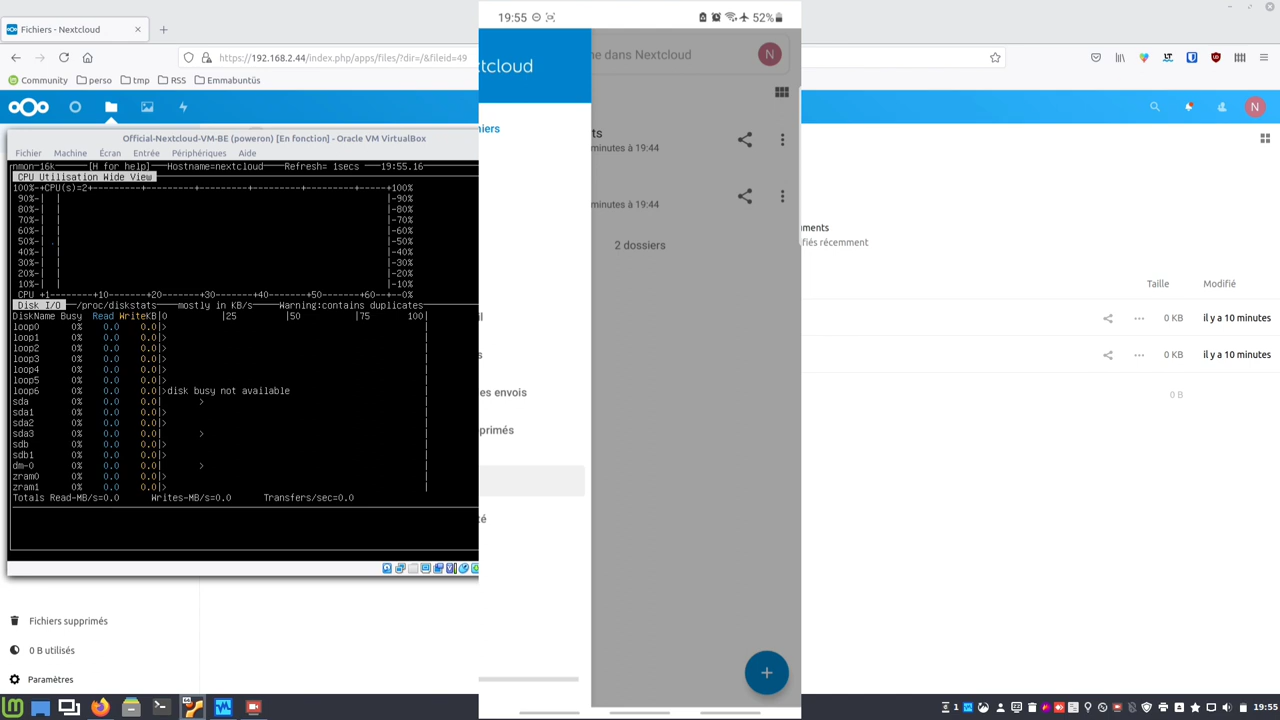 Fichiers - Nextcloud
https://192.168.2.44/index.php/apps/files/?dir=/&fileid=49
Community
perso
tmp
RSS
Emmabuntüs
N
Official-Nextcloud-VM-BE (poweron) [En fonction] - Oracle VM VirtualBox
Fichier Machine Écran Entrée Périphériques Aide
nmon-16k [H for help] Hostname=nextcloud Refresh= 1secs 19:55.16
CPU Utilisation Wide View
100%-+CPU(s)=2+--------+---------+---------+---------+---------+---------+100%
90%-| | |-90%
80%-| | |-80%
70%-| | |-70%
60%-| | |-60%
50%-| .| |-50%
40%-| | |-40%
30%-| | |-30%
20%-| | |-20%
10%-| | |-10%
CPU +1--------+10-------+20-------+30-------+40-------+50-------+60-----+--0%
Disk I/O /proc/diskstats mostly in KB/s Warning:contains duplicates
DiskName Busy Read WriteKB|0 |25 |50 |75 100|
loop0 0% 0.0 0.0|> |
loop1 0% 0.0 0.0|> |
loop2 0% 0.0 0.0|> |
loop3 0% 0.0 0.0|> |
loop4 0% 0.0 0.0|> |
loop5 0% 0.0 0.0|> |
loop6 0% 0.0 0.0|>disk busy not available |
sda 0% 0.0 0.0| > |
sda1 0% 0.0 0.0|> |
sda2 0% 0.0 0.0|> |
sda3 0% 0.0 0.0| > |
sdb 0% 0.0 0.0|> |
sdb1 0% 0.0 0.0|> |
dm-0 0% 0.0 0.0| > |
zram0 0% 0.0 0.0|> |
zram1 0% 0.0 0.0|> |
Totals Read-MB/s=0.0 Writes-MB/s=0.0 Transfers/sec=0.0
Fichiers supprimés
0 B utilisés
Paramètres
19:55
52%
xtcloud
hiers
il
s
es envois
primés
té
he dans Nextcloud
N
ts
minutes à 19:44
minutes à 19:44
2 dossiers
+
uments
fiés récemment
Taille Modifié
0 KB il y a 10 minutes
0 KB il y a 10 minutes
0 B
19:55